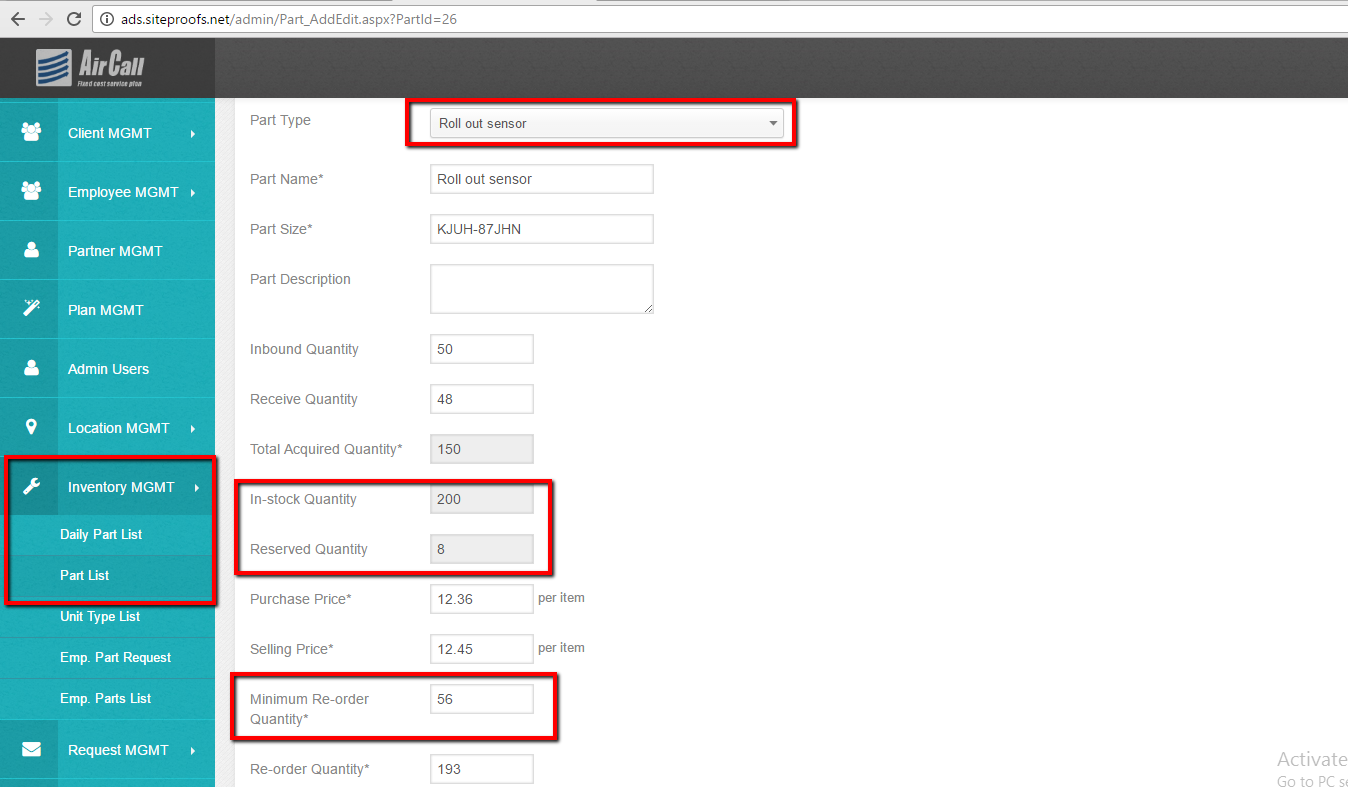 ads.siteproofs.net/admin/Part_AddEdit.aspx?PartId=26
AirCall
Fixed cost service plan
Client MGMT
Employee MGMT
Partner MGMT
Plan MGMT
Admin Users
Location MGMT
Inventory MGMT
Daily Part List
Part List
Unit Type List
Emp. Part Request
Emp. Parts List
Request MGMT
Part Type Roll out sensor
Part Name* Roll out sensor
Part Size* KJUH-87JHN
Part Description
Inbound Quantity 50
Receive Quantity 48
Total Acquired Quantity* 150
In-stock Quantity 200
Reserved Quantity 8
Purchase Price* 12.36 per item
Selling Price* 12.45 per item
Minimum Re-order 56
Quantity*
Re-order Quantity* 193
Activate
Go to PC se